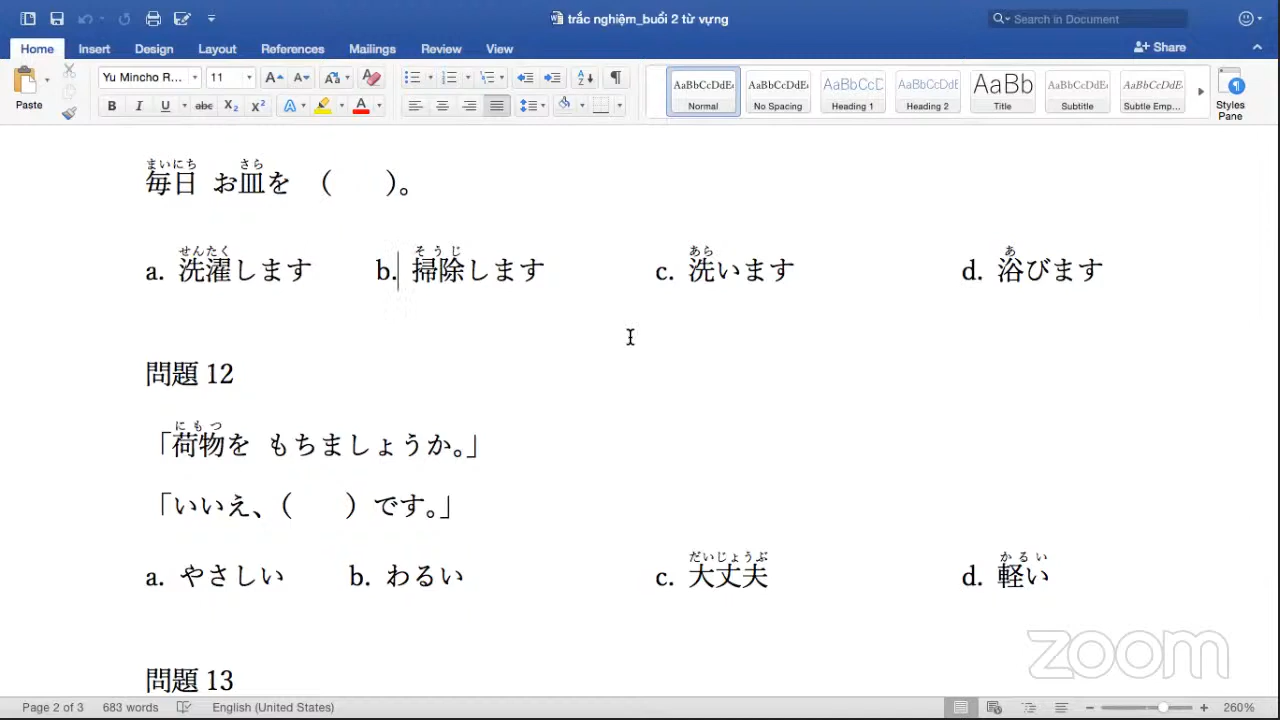 trắc nghiệm_buổi 2 từ vựng
Search in Document
Home Insert Design Layout References Mailings Review View
Share
Paste
Yu Mincho R... 11
AaBbCcDdEe AaBbCcDdEe AaBbCcD AaBbCcDdEe AaBb AaBbCcDdEe AaBbCcDdEe
Normal No Spacing Heading 1 Heading 2 Title Subtitle Subtle Emp...
Styles Pane
まいにち さら
毎日 お皿を ( )。
せんたく そうじ あら あ
a. 洗濯します b. 掃除します c. 洗います d. 浴びます
問題 12
にもつ
「荷物を もちましょうか。」
「いいえ、( )です。」
だいじょうぶ かるい
a. やさしい b. わるい c. 大丈夫 d. 軽い
zoom
問題 13
Page 2 of 3 683 words English (United States) 260%